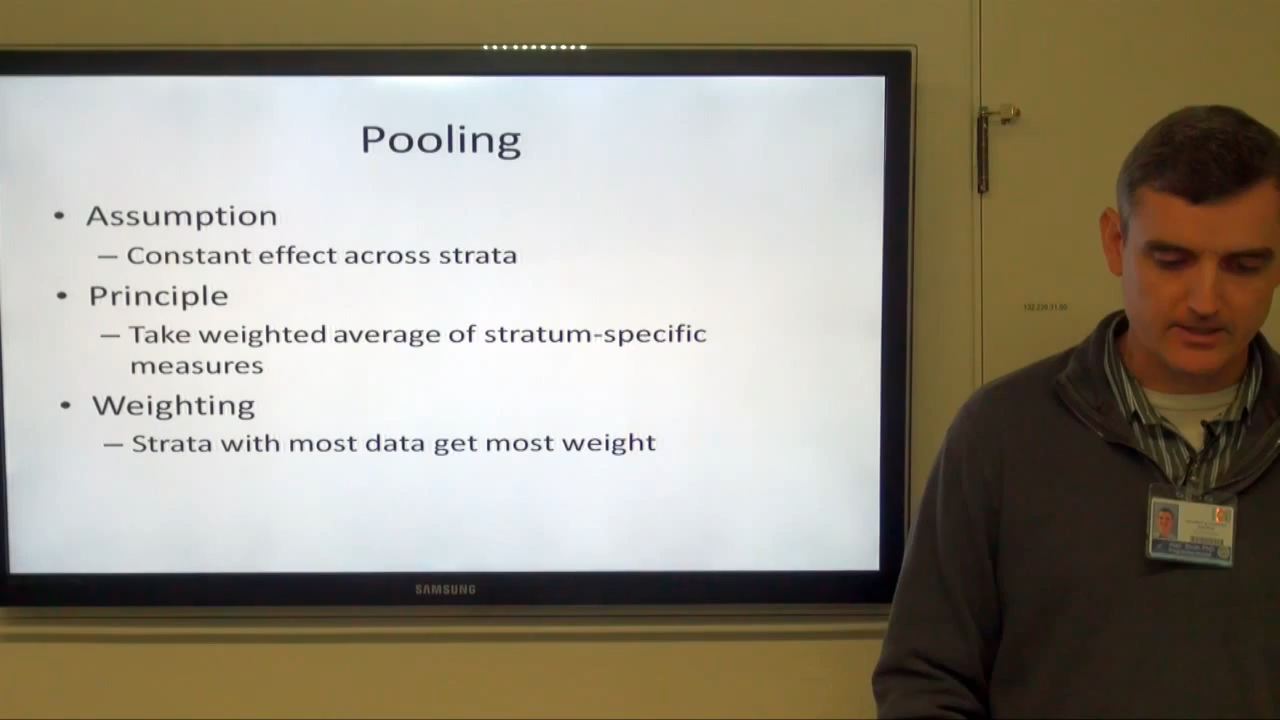 Pooling
• Assumption
– Constant effect across strata
• Principle
– Take weighted average of stratum-specific
measures
• Weighting
– Strata with most data get most weight
SAMSUNG